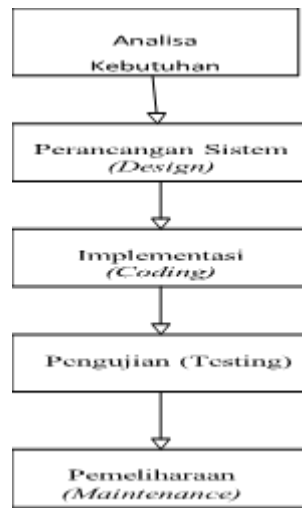 Analisa
Kebutuhan
Perancangan Sistem
(Design)
Implementasi
(Coding)
Pengujian (Testing)
Pemeliharaan
(Maintenance)